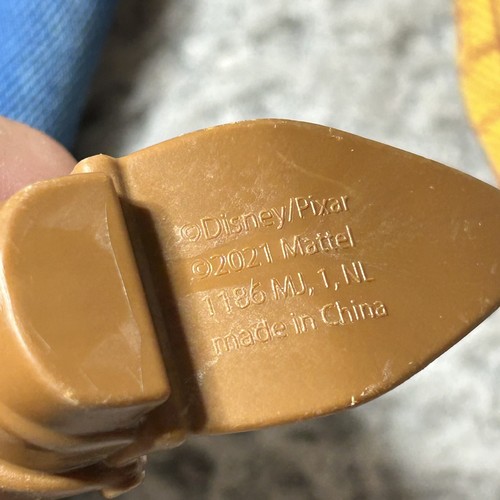 ©Disney/Pixar
©2021 Mattel
1186 MJ, 1, NL
made in China